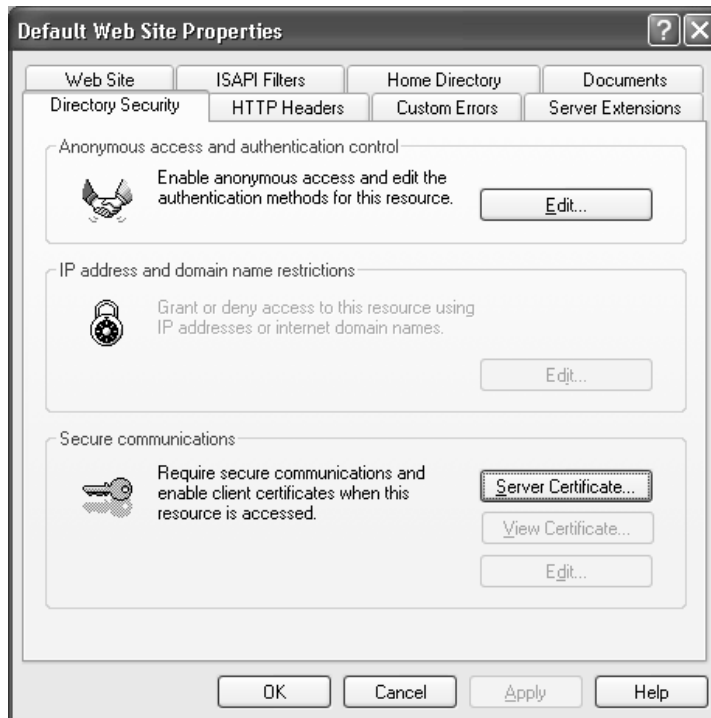 Default Web Site Properties
? X
Web Site ISAPI Filters Home Directory Documents
Directory Security HTTP Headers Custom Errors Server Extensions
Anonymous access and authentication control
Enable anonymous access and edit the
authentication methods for this resource.
Edit...
IP address and domain name restrictions
Grant or deny access to this resource using
IP addresses or internet domain names.
Edit...
Secure communications
Require secure communications and
enable client certificates when this
resource is accessed.
Server Certificate...
View Certificate...
Edit...
OK Cancel Apply Help